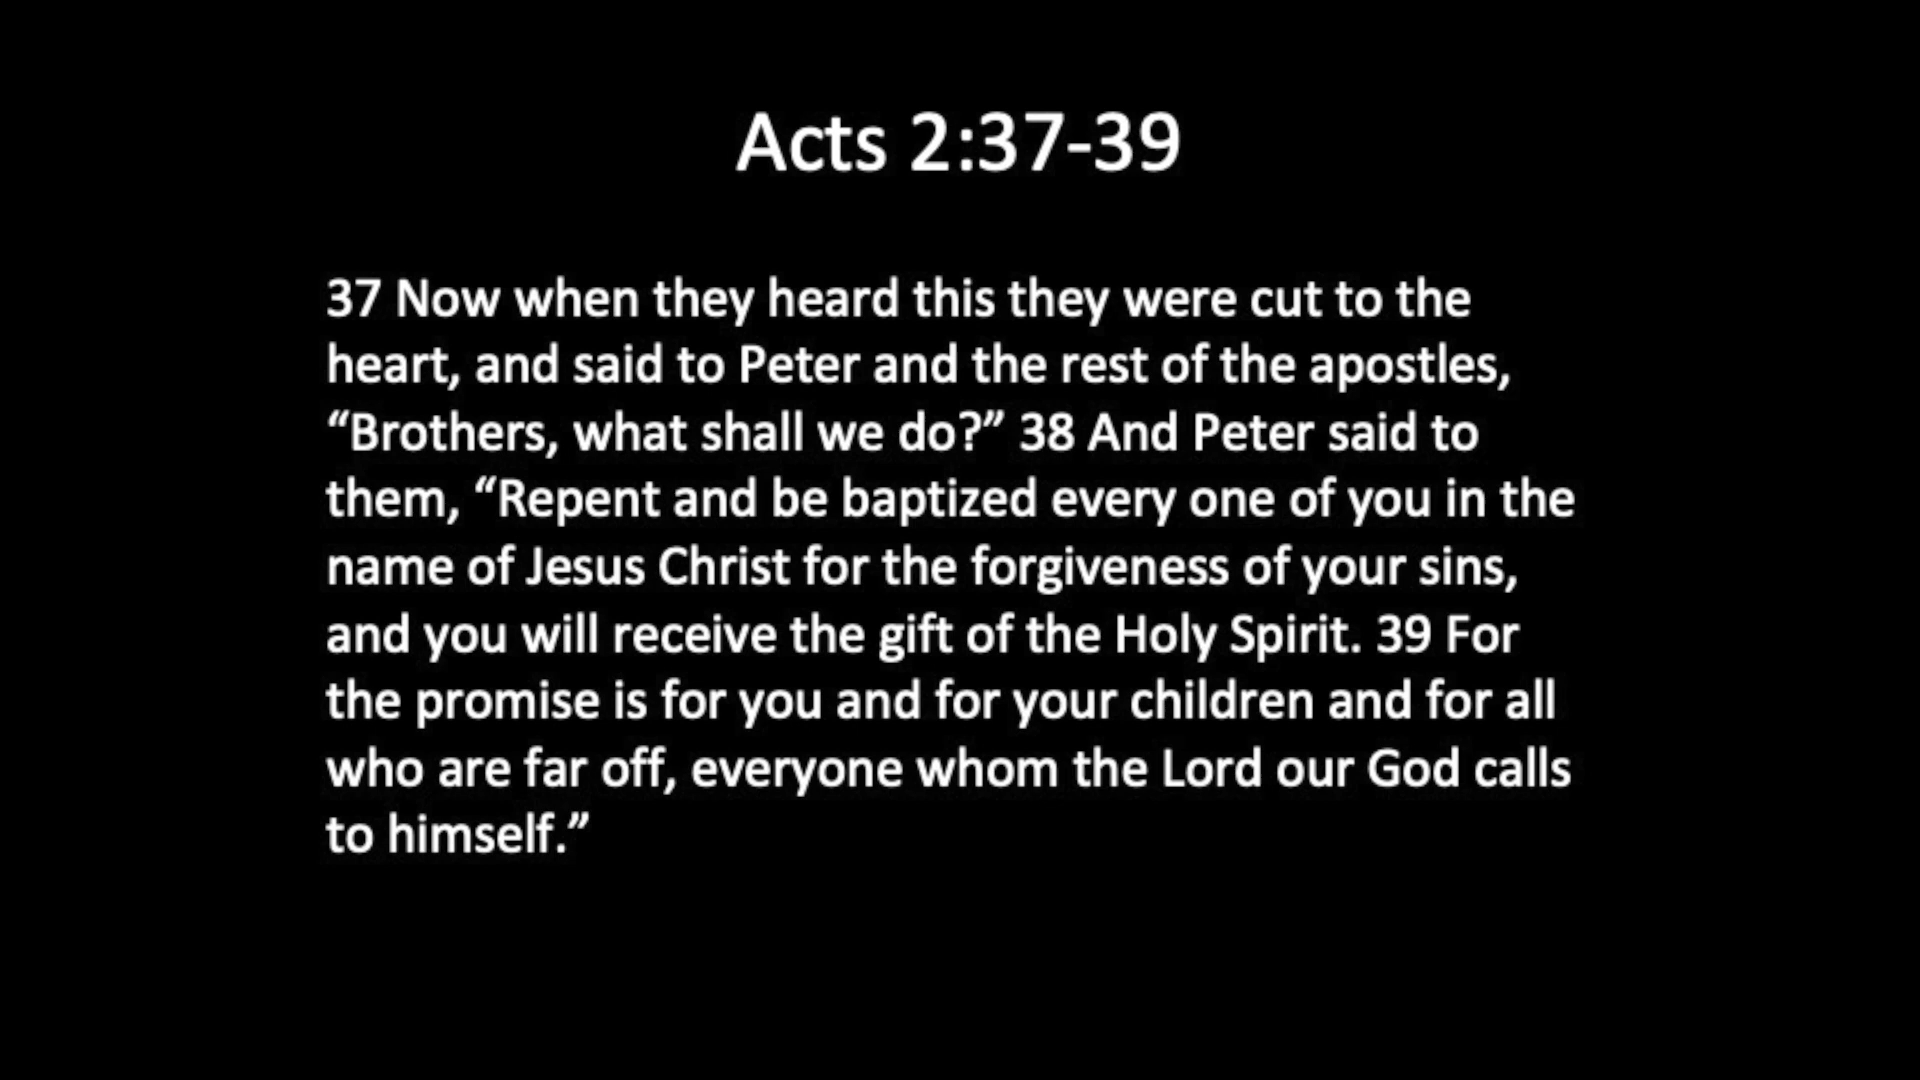 Acts 2:37-39
37 Now when they heard this they were cut to the
heart, and said to Peter and the rest of the apostles,
“Brothers, what shall we do?” 38 And Peter said to
them, “Repent and be baptized every one of you in the
name of Jesus Christ for the forgiveness of your sins,
and you will receive the gift of the Holy Spirit. 39 For
the promise is for you and for your children and for all
who are far off, everyone whom the Lord our God calls
to himself.”